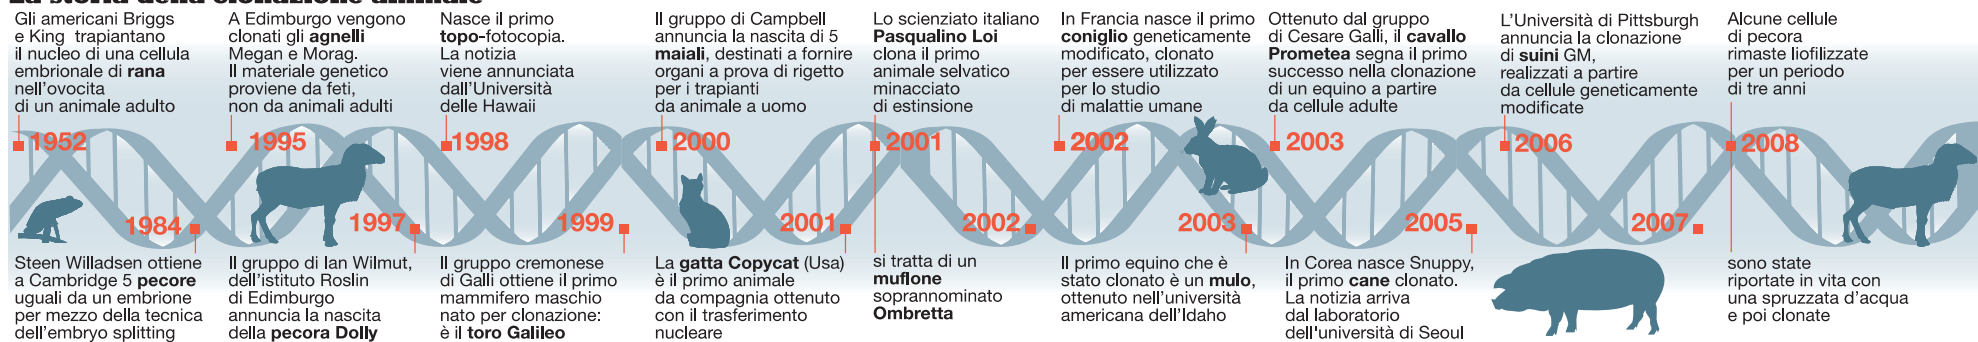 La storia della clonazione animale
Gli americani Briggs
e King trapiantano
il nucleo di una cellula
embrionale di rana
nell'ovocita
di un animale adulto
1952
1984
Steen Willadsen ottiene
a Cambridge 5 pecore
uguali da un embrione
per mezzo della tecnica
dell'embryo splitting
A Edimburgo vengono
clonati gli agnelli
Megan e Morag.
Il materiale genetico
proviene da feti,
non da animali adulti
1995
1997
Il gruppo di Ian Wilmut,
dell'istituto Roslin
di Edimburgo
annuncia la nascita
della pecora Dolly
Nasce il primo
topo-fotocopia.
La notizia
viene annunciata
dall'Università
delle Hawaii
1998
1999
Il gruppo cremonese
di Galli ottiene il primo
mammifero maschio
nato per clonazione:
è il toro Galileo
Il gruppo di Campbell
annuncia la nascita di 5
maiali, destinati a fornire
organi a prova di rigetto
per i trapianti
da animale a uomo
2000
2001
La gatta Copycat (Usa)
è il primo animale
da compagnia ottenuto
con il trasferimento
nucleare
Lo scienziato italiano
Pasqualino Loi
clona il primo
animale selvatico
minacciato
di estinsione
2001
si tratta di un
muflone
soprannominato
Ombretta
2002
In Francia nasce il primo
coniglio geneticamente
modificato, clonato
per essere utilizzato
per lo studio
di malattie umane
2002
2003
Il primo equino che è
stato clonato è un mulo,
ottenuto nell'università
americana dell'Idaho
Ottenuto dal gruppo
di Cesare Galli, il cavallo
Prometea segna il primo
successo nella clonazione
di un equino a partire
da cellule adulte
2003
2005
In Corea nasce Snuppy,
il primo cane clonato.
La notizia arriva
dal laboratorio
dell'università di Seoul
L'Università di Pittsburgh
annuncia la clonazione
di suini GM,
realizzati a partire
da cellule geneticamente
modificate
2006
2007
Alcune cellule
di pecora
rimaste liofilizzate
per un periodo
di tre anni
2008
sono state
riportate in vita con
una spruzzata d'acqua
e poi clonate